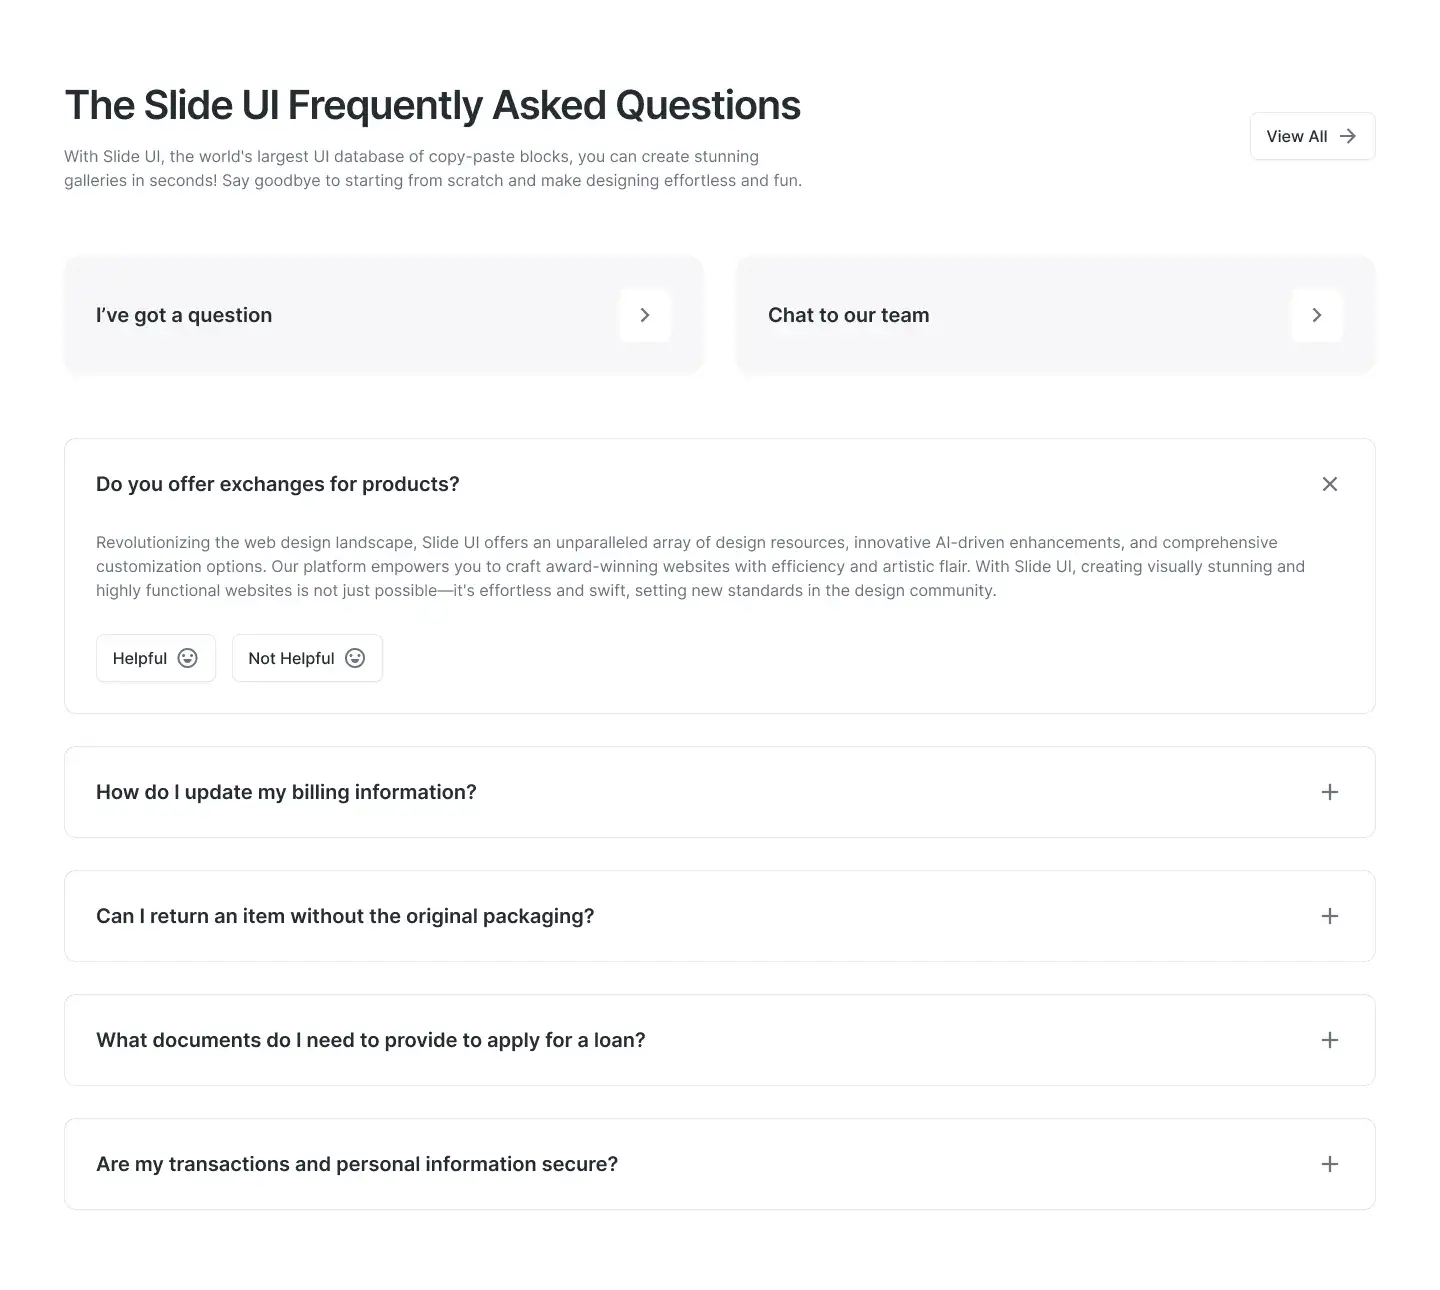 The Slide UI Frequently Asked Questions
With Slide UI, the world's largest UI database of copy-paste blocks, you can create stunning
galleries in seconds! Say goodbye to starting from scratch and make designing effortless and fun.
View All
I’ve got a question
Chat to our team
Do you offer exchanges for products?
Revolutionizing the web design landscape, Slide UI offers an unparalleled array of design resources, innovative AI-driven enhancements, and comprehensive
customization options. Our platform empowers you to craft award-winning websites with efficiency and artistic flair. With Slide UI, creating visually stunning and
highly functional websites is not just possible—it's effortless and swift, setting new standards in the design community.
Helpful
Not Helpful
How do I update my billing information?
Can I return an item without the original packaging?
What documents do I need to provide to apply for a loan?
Are my transactions and personal information secure?